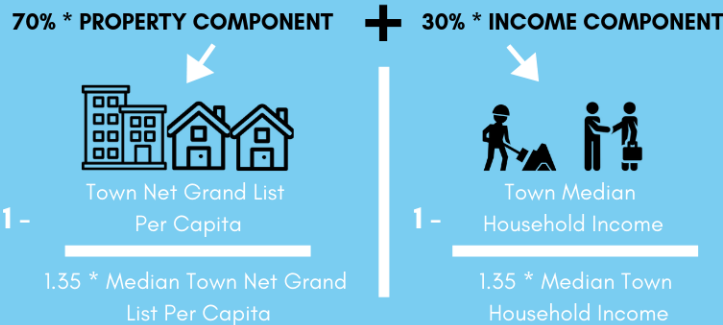 70% * PROPERTY COMPONENT + 30% * INCOME COMPONENT
Town Net Grand List
Per Capita
1 -
1.35 * Median Town Net Grand
List Per Capita
Town Median
Household Income
1 -
1.35 * Median Town
Household Income